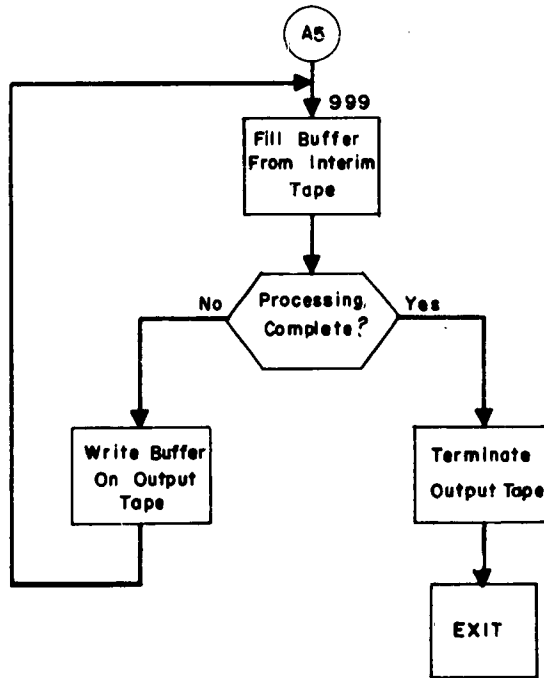 A5
999
Fill Buffer
From Interim
Tape
Processing
Complete?
No
Yes
Write Buffer
On Output
Tape
Terminate
Output Tape
EXIT